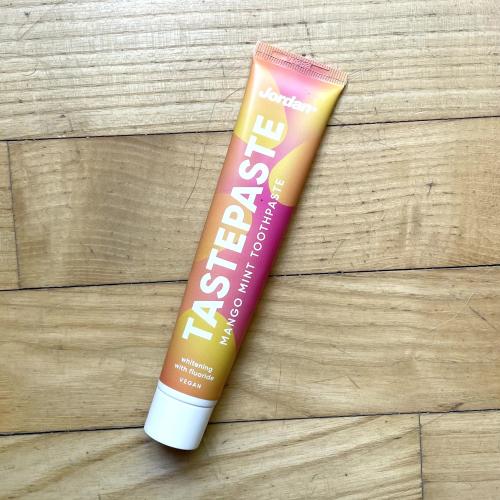 Jordan*
TASTEPASTE
MANGO MINT TOOTHPASTE
whitening
with fluoride
VEGAN